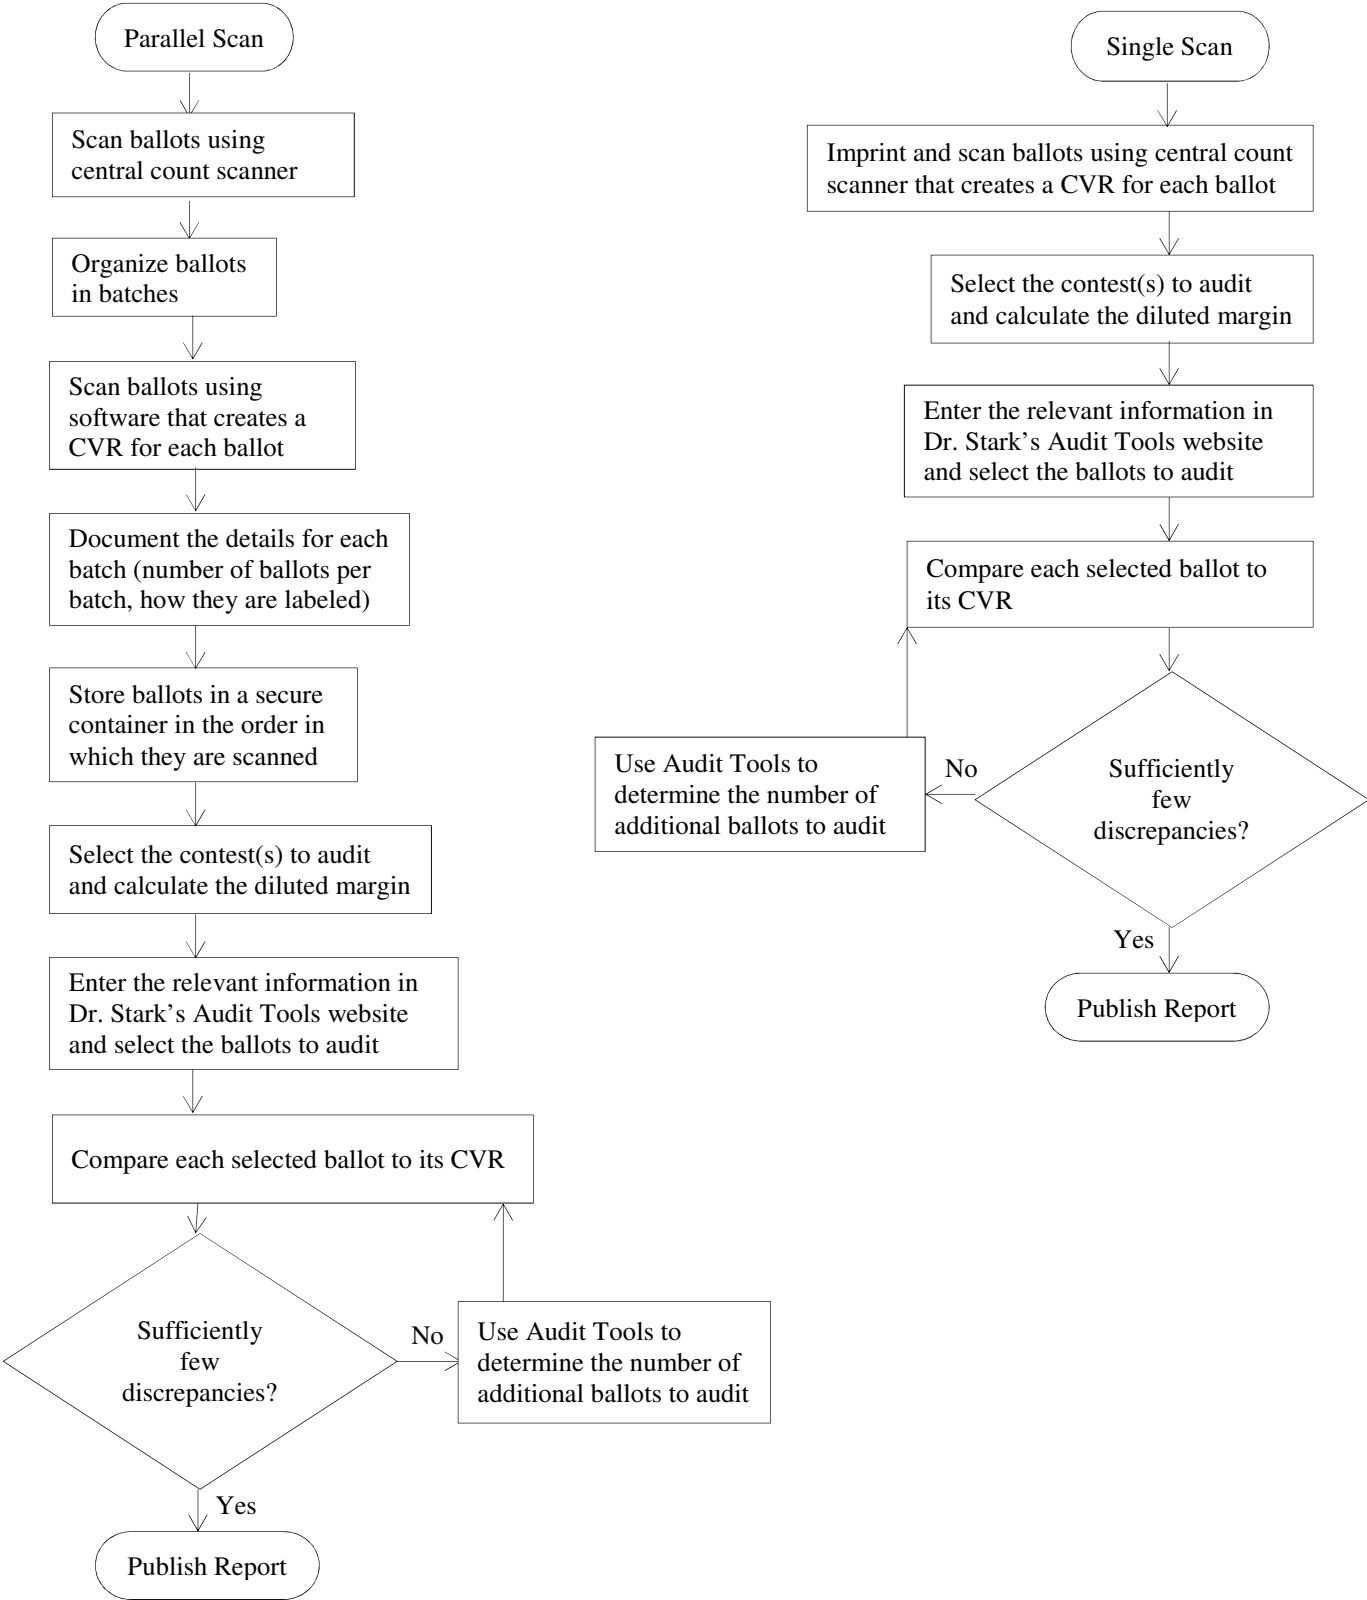 Parallel Scan
Scan ballots using
central count scanner
Organize ballots
in batches
Scan ballots using
software that creates a
CVR for each ballot
Document the details for each
batch (number of ballots per
batch, how they are labeled)
Store ballots in a secure
container in the order in
which they are scanned
Select the contest(s) to audit
and calculate the diluted margin
Enter the relevant information in
Dr. Stark’s Audit Tools website
and select the ballots to audit
Compare each selected ballot to its CVR
Sufficiently
few
discrepancies?
No
Use Audit Tools to
determine the number of
additional ballots to audit
Yes
Publish Report
Single Scan
Imprint and scan ballots using central count
scanner that creates a CVR for each ballot
Select the contest(s) to audit
and calculate the diluted margin
Enter the relevant information in
Dr. Stark’s Audit Tools website
and select the ballots to audit
Compare each selected ballot to
its CVR
Sufficiently
few
discrepancies?
No
Use Audit Tools to
determine the number of
additional ballots to audit
Yes
Publish Report